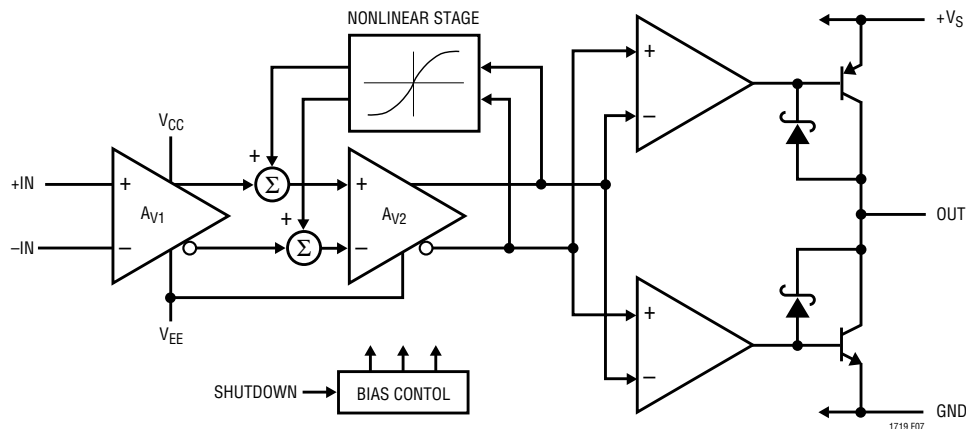 NONLINEAR STAGE
+VS
+
–
+
VCC
+IN
+
AV1
–
–IN
Σ
+
Σ
+
AV2
–
OUT
VEE
+
–
SHUTDOWN
BIAS CONTOL
GND
1719 F07